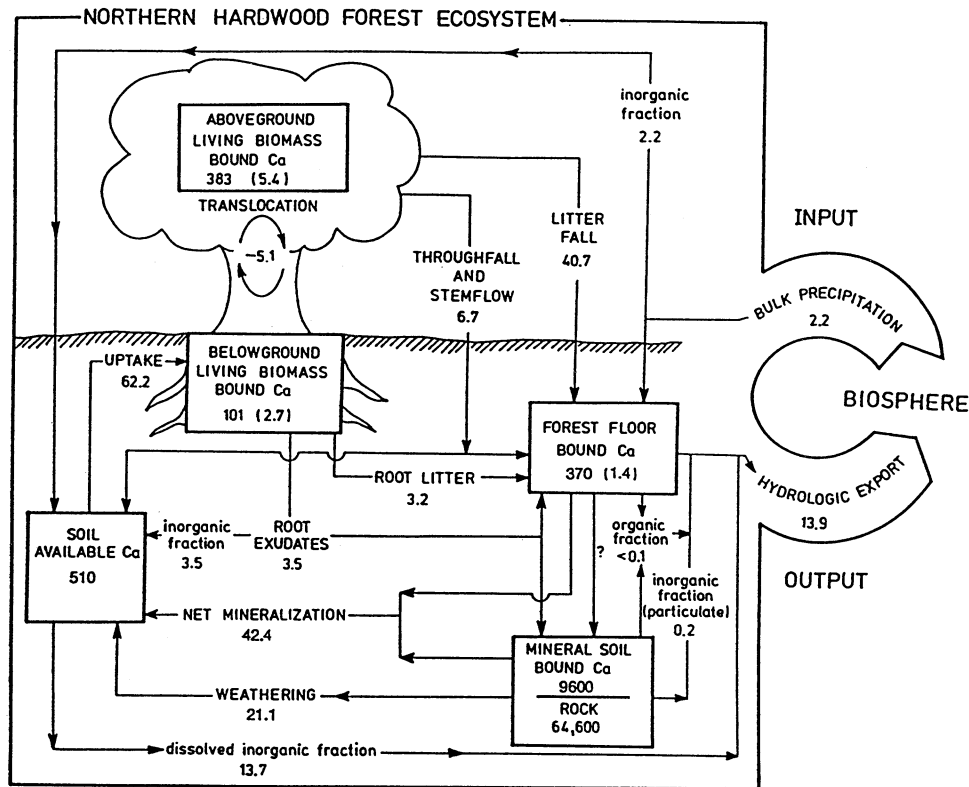 NORTHERN HARDWOOD FOREST ECOSYSTEM
inorganic
fraction
2.2
ABOVEGROUND
LIVING BIOMASS
BOUND Ca
383 (5.4)
TRANSLOCATION
-5.1
LITTER
FALL
40.7
THROUGHFALL
AND
STEMFLOW
6.7
INPUT
BULK PRECIPITATION
2.2
BIOSPHERE
UPTAKE
62.2
BELOWGROUND
LIVING BIOMASS
BOUND Ca
101 (2.7)
FOREST FLOOR
BOUND Ca
370 (1.4)
ROOT LITTER
3.2
HYDROLOGIC EXPORT
13.9
OUTPUT
SOIL
AVAILABLE Ca
510
inorganic
fraction
3.5
ROOT
EXUDATES
3.5
?
organic
fraction
<0.1
inorganic
fraction
(particulate)
0.2
NET MINERALIZATION
42.4
MINERAL SOIL
BOUND Ca
9600
ROCK
64,600
WEATHERING
21.1
dissolved inorganic fraction
13.7